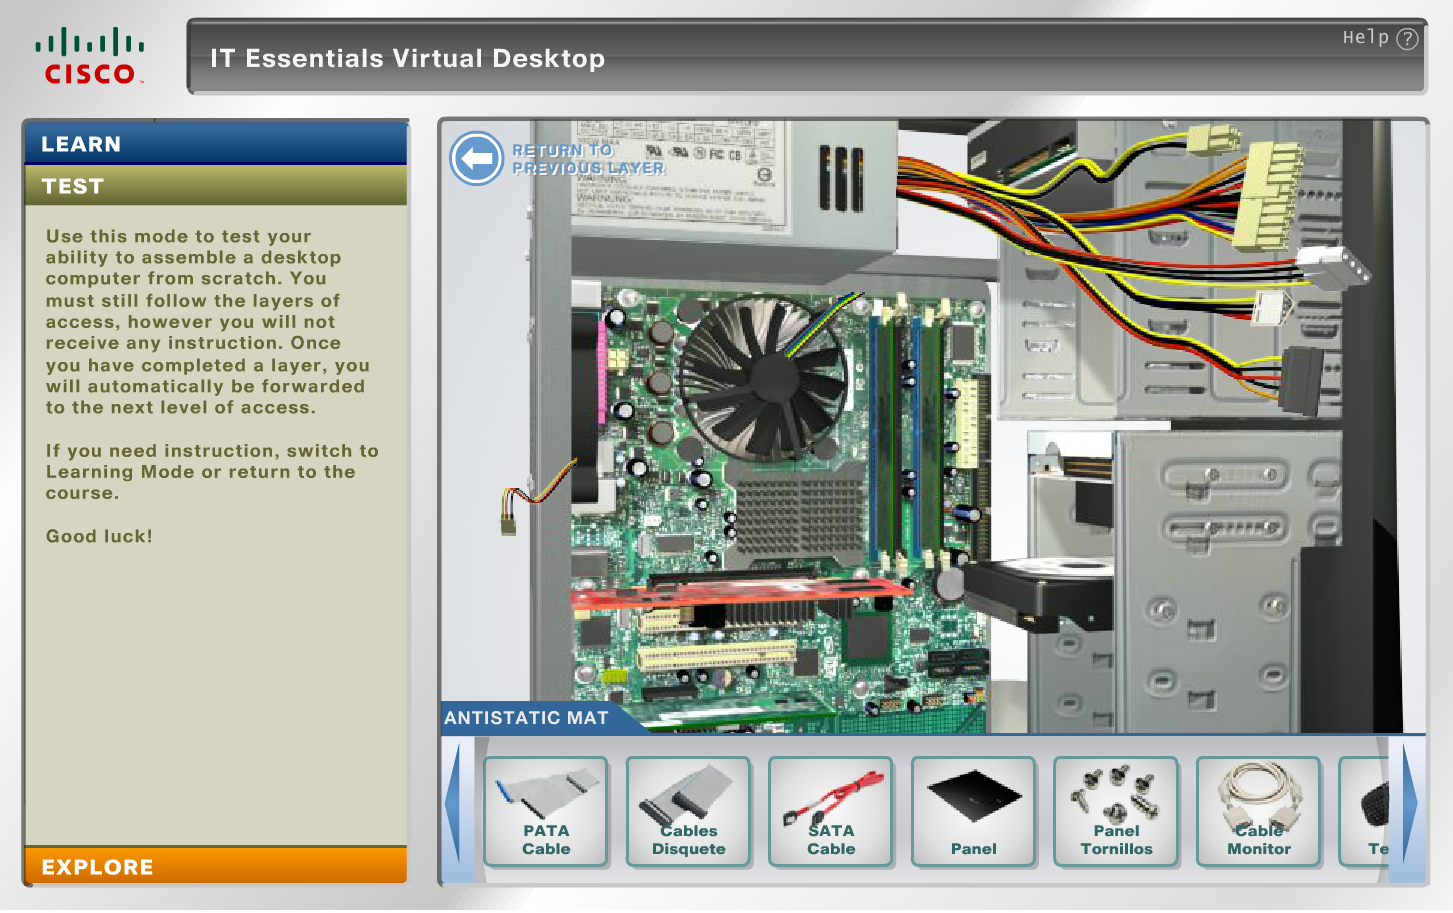 CISCO
IT Essentials Virtual Desktop
Help ?
LEARN
TEST
Use this mode to test your
ability to assemble a desktop
computer from scratch. You
must still follow the layers of
access, however you will not
receive any instruction. Once
you have completed a layer, you
will automatically be forwarded
to the next level of access.
If you need instruction, switch to
Learning Mode or return to the
course.
Good luck!
EXPLORE
RETURN TO
PREVIOUS LAYER
WARNUNG:
ANTISTATIC MAT
PATA
Cable
Cables
Disquete
SATA
Cable
Panel
Panel
Tornillos
Cable
Monitor
Te